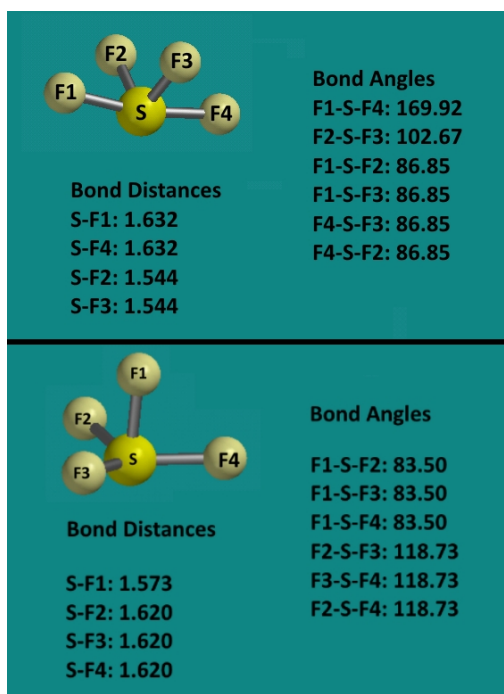 F2
F3
F1
S
F4
Bond Angles
F1-S-F4: 169.92
F2-S-F3: 102.67
F1-S-F2: 86.85
F1-S-F3: 86.85
F4-S-F3: 86.85
F4-S-F2: 86.85
Bond Distances
S-F1: 1.632
S-F4: 1.632
S-F2: 1.544
S-F3: 1.544
F1
F2
S
F4
F3
Bond Angles
F1-S-F2: 83.50
F1-S-F3: 83.50
F1-S-F4: 83.50
F2-S-F3: 118.73
F3-S-F4: 118.73
F2-S-F4: 118.73
Bond Distances
S-F1: 1.573
S-F2: 1.620
S-F3: 1.620
S-F4: 1.620